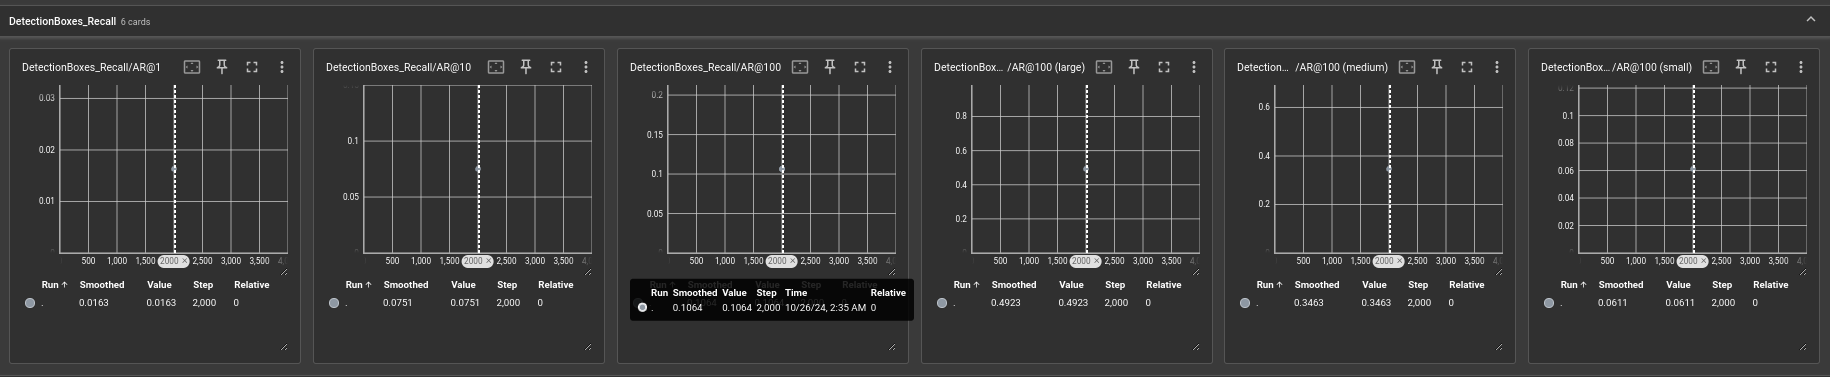 DetectionBoxes_Recall 6 cards
DetectionBoxes_Recall/AR@1
0.03
0.02
0.01
500 1,000 1,500 2000 × 2,500 3,000 3,500
Run ↑ Smoothed Value Step Relative
. 0.0163 0.0163 2,000 0
DetectionBoxes_Recall/AR@10
0.1
0.05
500 1,000 1,500 2000 × 2,500 3,000 3,500
Run ↑ Smoothed Value Step Relative
. 0.0751 0.0751 2,000 0
DetectionBoxes_Recall/AR@100
0.2
0.15
0.1
0.05
500 1,000 1,500 2000 × 2,500 3,000 3,500
Run Smoothed Value Step Time Relative
. 0.1064 0.1064 2,000 10/26/24, 2:35 AM 0
DetectionBox... /AR@100 (large)
0.8
0.6
0.4
0.2
500 1,000 1,500 2000 × 2,500 3,000 3,500
Run ↑ Smoothed Value Step Relative
. 0.4923 0.4923 2,000 0
Detection... /AR@100 (medium)
0.6
0.4
0.2
500 1,000 1,500 2000 × 2,500 3,000 3,500
Run ↑ Smoothed Value Step Relative
. 0.3463 0.3463 2,000 0
DetectionBox... /AR@100 (small)
0.12
0.1
0.08
0.06
0.04
0.02
500 1,000 1,500 2000 × 2,500 3,000 3,500
Run ↑ Smoothed Value Step Relative
. 0.0611 0.0611 2,000 0